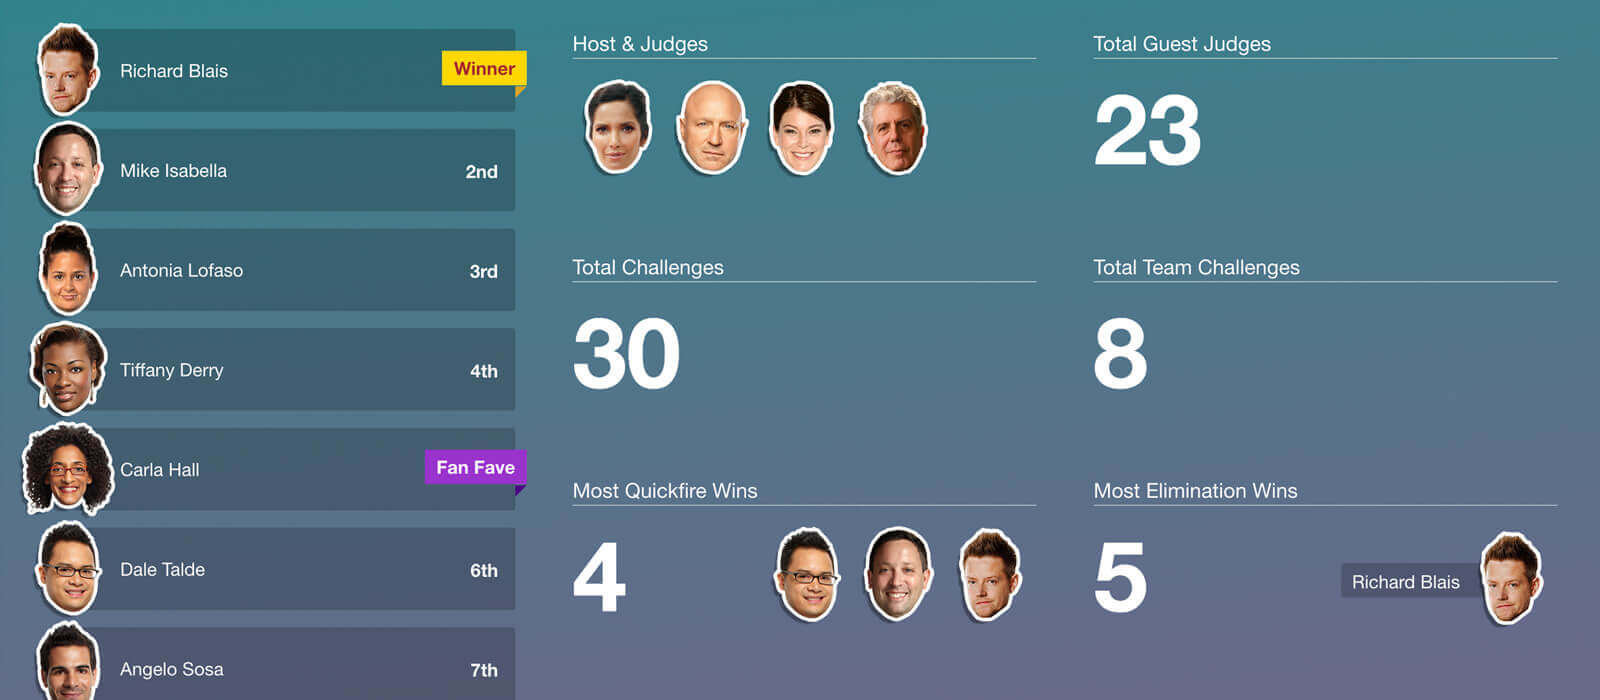 Richard Blais
Winner
Mike Isabella
2nd
Antonia Lofaso
3rd
Tiffany Derry
4th
Carla Hall
Fan Fave
Dale Talde
6th
Angelo Sosa
7th
Host & Judges
Total Guest Judges
23
Total Challenges
30
Total Team Challenges
8
Most Quickfire Wins
4
Most Elimination Wins
5
Richard Blais